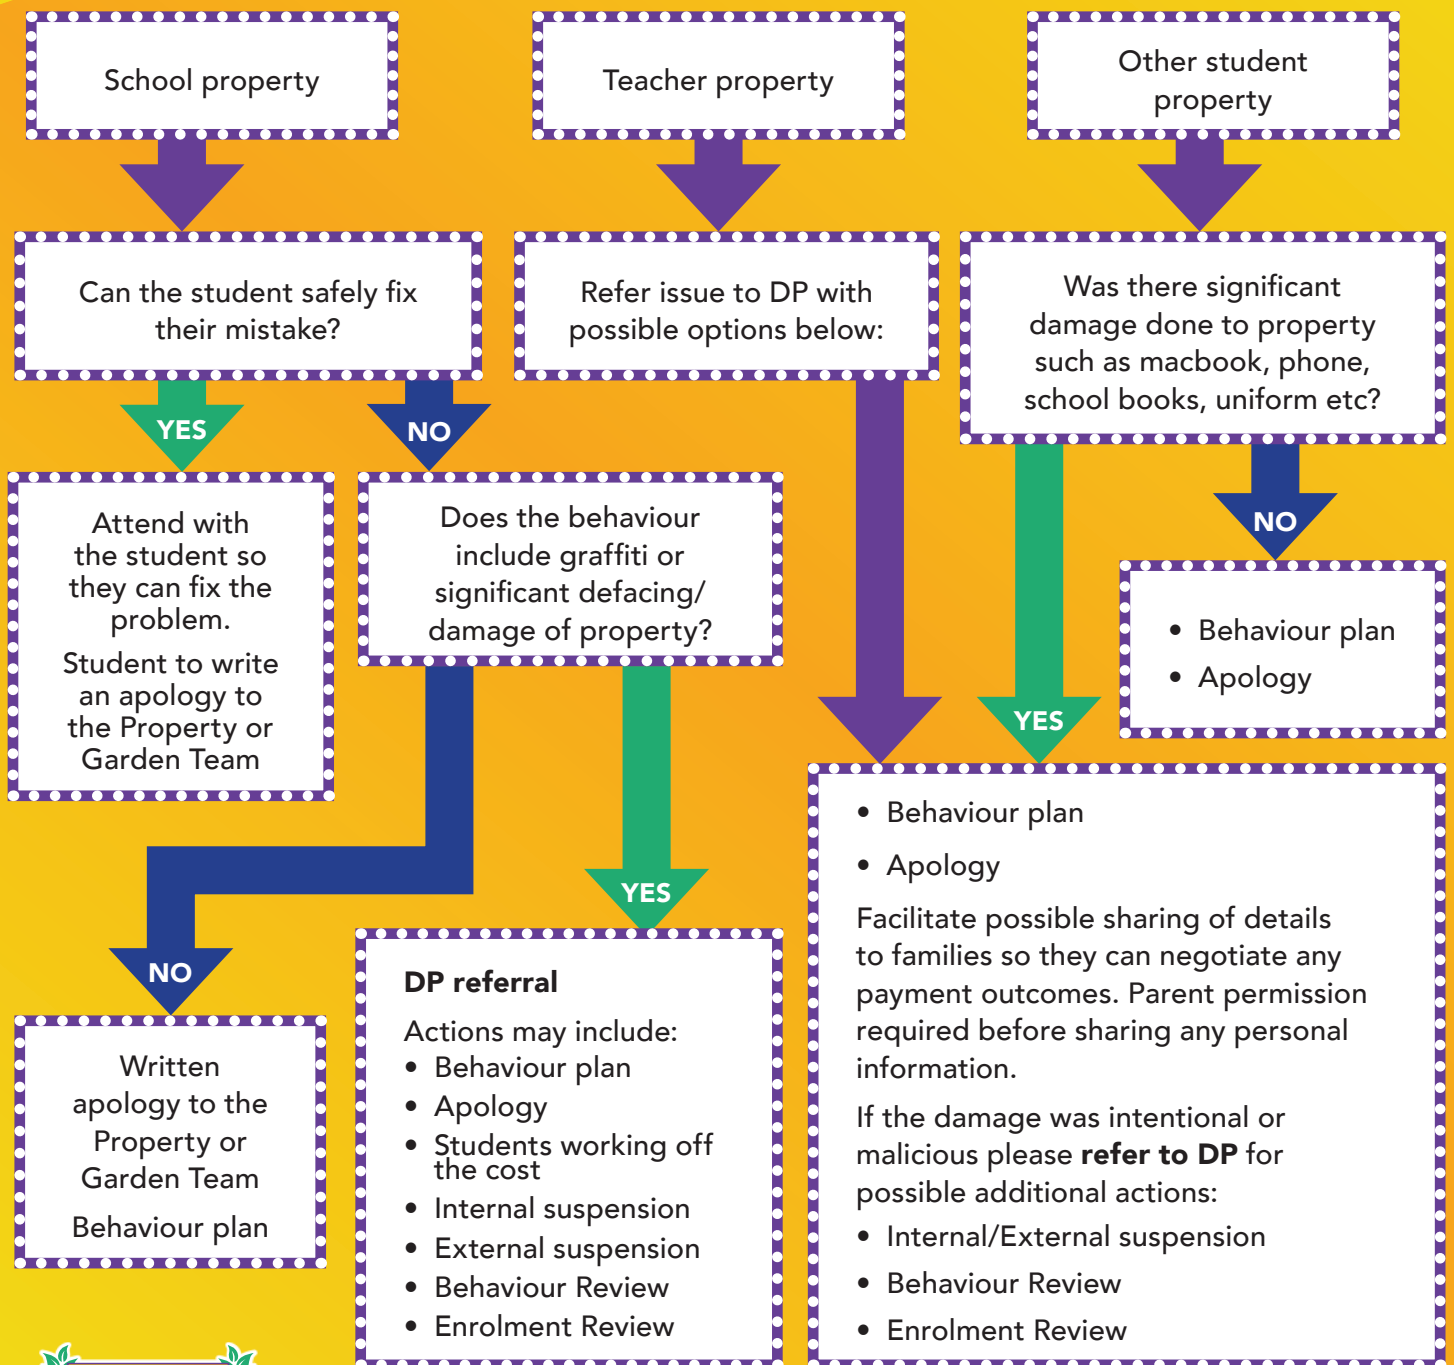 School property
Teacher property
Other student
property
Can the student safely fix
their mistake?
Refer issue to DP with
possible options below:
Was there significant
damage done to property
such as macbook, phone,
school books, uniform etc?
YES
NO
Attend with
the student so
they can fix the
problem.
Student to write
an apology to
the Property or
Garden Team
Does the behaviour
include graffiti or
significant defacing/
damage of property?
NO
• Behaviour plan
• Apology
YES
YES
NO
Written
apology to the
Property or
Garden Team
Behaviour plan
DP referral
Actions may include:
• Behaviour plan
• Apology
• Students working off
the cost
• Internal suspension
• External suspension
• Behaviour Review
• Enrolment Review
• Behaviour plan
• Apology
Facilitate possible sharing of details
to families so they can negotiate any
payment outcomes. Parent permission
required before sharing any personal
information.
If the damage was intentional or
malicious please refer to DP for
possible additional actions:
• Internal/External suspension
• Behaviour Review
• Enrolment Review